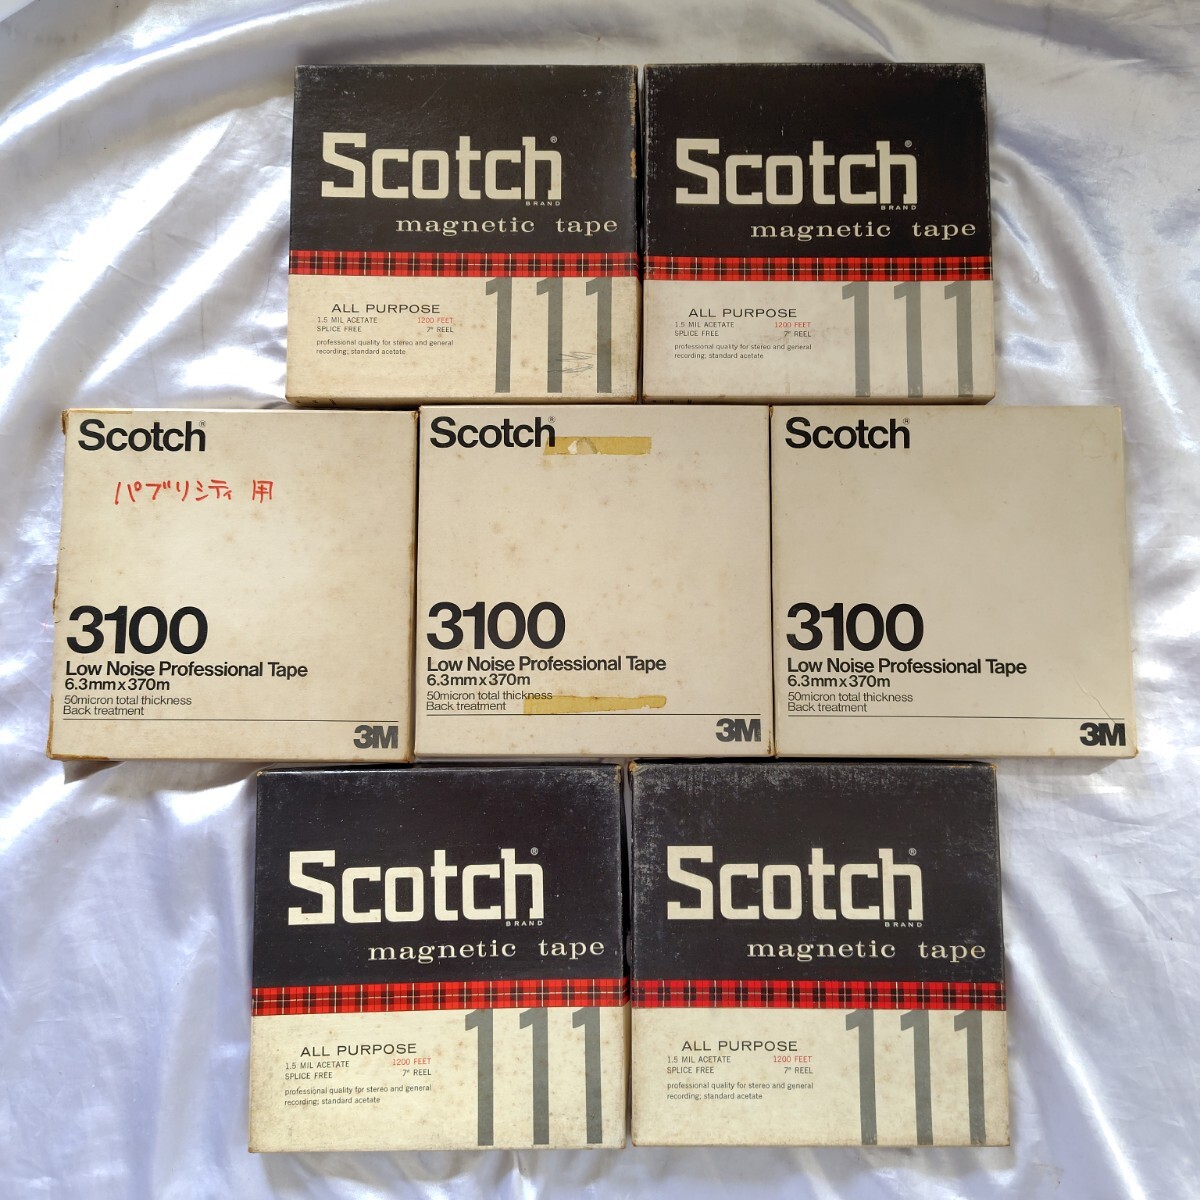 Scotch®
BRAND
magnetic tape
111
ALL PURPOSE
1.5 MIL ACETATE 1200 FEET
SPLICE FREE 7" REEL
professional quality for stereo and general
recording; standard acetate
Scotch®
BRAND
magnetic tape
111
ALL PURPOSE
1.5 MIL ACETATE 1200 FEET
SPLICE FREE 7" REEL
professional quality for stereo and general
recording; standard acetate
Scotch®
パブリシティ用
3100
Low Noise Professional Tape
6.3mm x 370m
50micron total thickness
Back treatment
3M
Scotch®
3100
Low Noise Professional Tape
6.3mm x 370m
50micron total thickness
Back treatment
3M
Scotch®
3100
Low Noise Professional Tape
6.3mm x 370m
50micron total thickness
Back treatment
3M
Scotch®
BRAND
magnetic tape
111
ALL PURPOSE
1.5 MIL ACETATE 1200 FEET
SPLICE FREE 7" REEL
professional quality for stereo and general
recording; standard acetate
Scotch®
BRAND
magnetic tape
111
ALL PURPOSE
1.5 MIL ACETATE 1200 FEET
SPLICE FREE 7" REEL
professional quality for stereo and general
recording; standard acetate